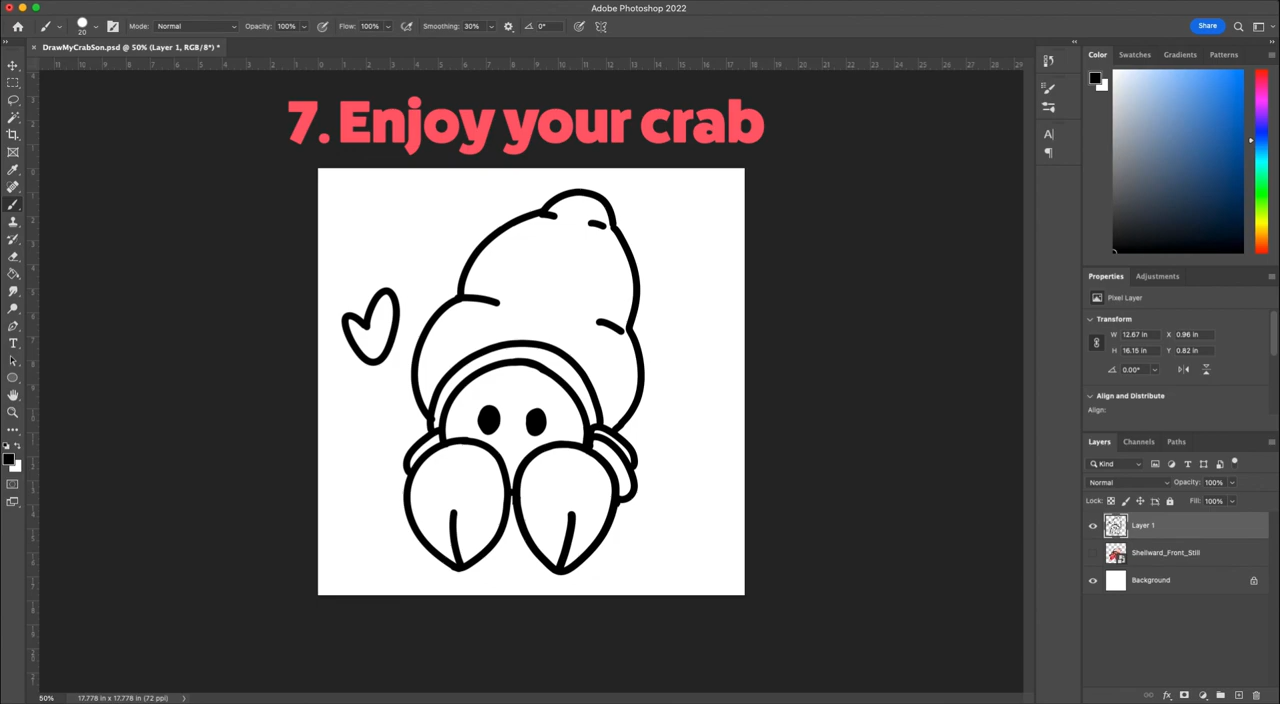 Adobe Photoshop 2022
20
Mode: Normal
Opacity: 100%
Flow: 100%
Smoothing: 30%
0°
Share
DrawMyCrabSon.psd @ 50% (Layer 1, RGB/8*) *
7. Enjoy your crab
Color
Swatches
Gradients
Patterns
Properties
Adjustments
Pixel Layer
Transform
W 12.67 in
X 0.96 in
H 16.15 in
Y 0.82 in
0.00°
Align and Distribute
Align:
Layers
Channels
Paths
Kind
Normal
Opacity: 100%
Lock:
Fill: 100%
Layer 1
Shellward_Front_Still
Background
50%
17.778 in x 17.778 in (72 ppi)